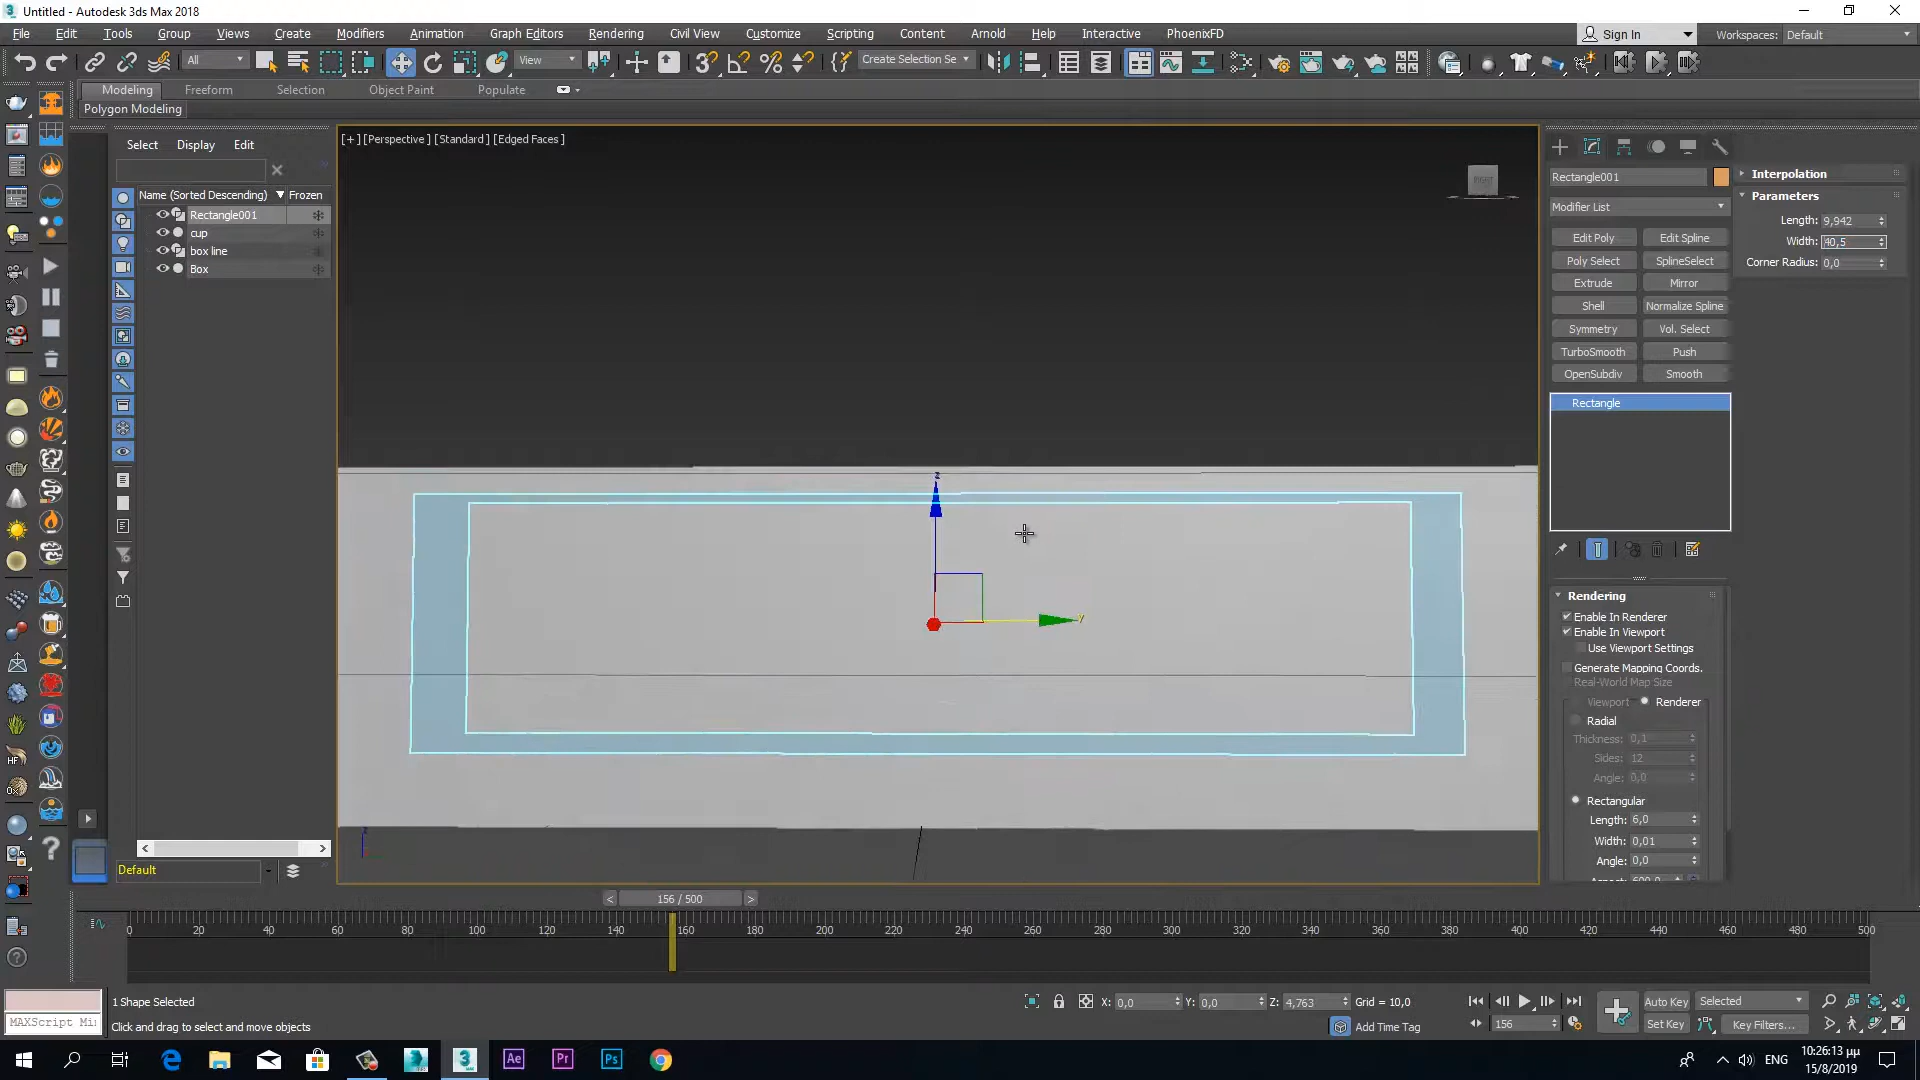 Untitled - Autodesk 3ds Max 2018
File Edit Tools Group Views Create Modifiers Animation Graph Editors Rendering Civil View Customize Scripting Content Arnold Help Interactive PhoenixFD Sign In Workspaces: Default
All View Create Selection Se
Modeling Freeform Selection Object Paint Populate
Polygon Modeling
Select Display Edit
Name (Sorted Descending) Frozen
Rectangle001
cup
box line
Box
Default
[+] [Perspective] [Standard] [Edged Faces]
RIGHT
z
y
Rectangle001
Modifier List
Edit Poly Edit Spline
Poly Select SplineSelect
Extrude Mirror
Shell Normalize Spline
Symmetry Vol. Select
TurboSmooth Push
OpenSubdiv Smooth
Rectangle
Interpolation
Parameters
Length: 9,942
Width: 40,5
Corner Radius: 0,0
Rendering
Enable In Renderer
Enable In Viewport
Use Viewport Settings
Generate Mapping Coords.
Real-World Map Size
Viewport Renderer
Radial
Thickness: 0,1
Sides: 12
Angle: 0,0
Rectangular
Length: 6,0
Width: 0,01
Angle: 0,0
Aspect: 600,0
HF
< 156 / 500 >
0 20 40 60 80 100 120 140 160 180 200 220 240 260 280 300 320 340 360 380 400 420 440 460 480 500
1 Shape Selected
MAXScript Mi
Click and drag to select and move objects
X: 0,0 Y: 0,0 Z: 4,763 Grid = 10,0
Add Time Tag
156
Auto Key Selected
Set Key Key Filters...
Ae Pr Ps
ENG
10:26:13 μμ
15/8/2019